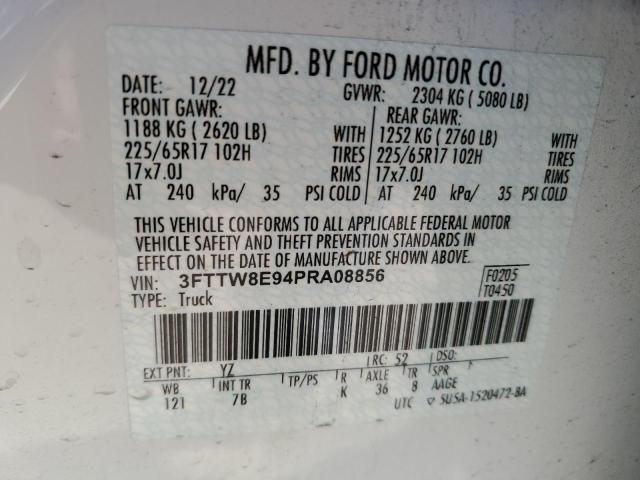 MFD. BY FORD MOTOR CO.
DATE: 12/22 GVWR: 2304 KG ( 5080 LB)
FRONT GAWR: REAR GAWR:
1188 KG ( 2620 LB) WITH 1252 KG ( 2760 LB) WITH
225/65R17 102H TIRES 225/65R17 102H TIRES
17x7.0J RIMS 17x7.0J RIMS
AT 240 kPa/ 35 PSI COLD AT 240 kPa/ 35 PSI COLD
THIS VEHICLE CONFORMS TO ALL APPLICABLE FEDERAL MOTOR
VEHICLE SAFETY AND THEFT PREVENTION STANDARDS IN
EFFECT ON THE DATE OF MANUFACTURE SHOWN ABOVE.
VIN: 3FTTW8E94PRA08856 F0205
TYPE: Truck T0450
EXT PNT: YZ RC: 52 DSO:
WB INT TR TP/PS R AXLE TR SPR
121 7B K 36 8 AAGE
UTC ▽ 5U5A-1520472-BA